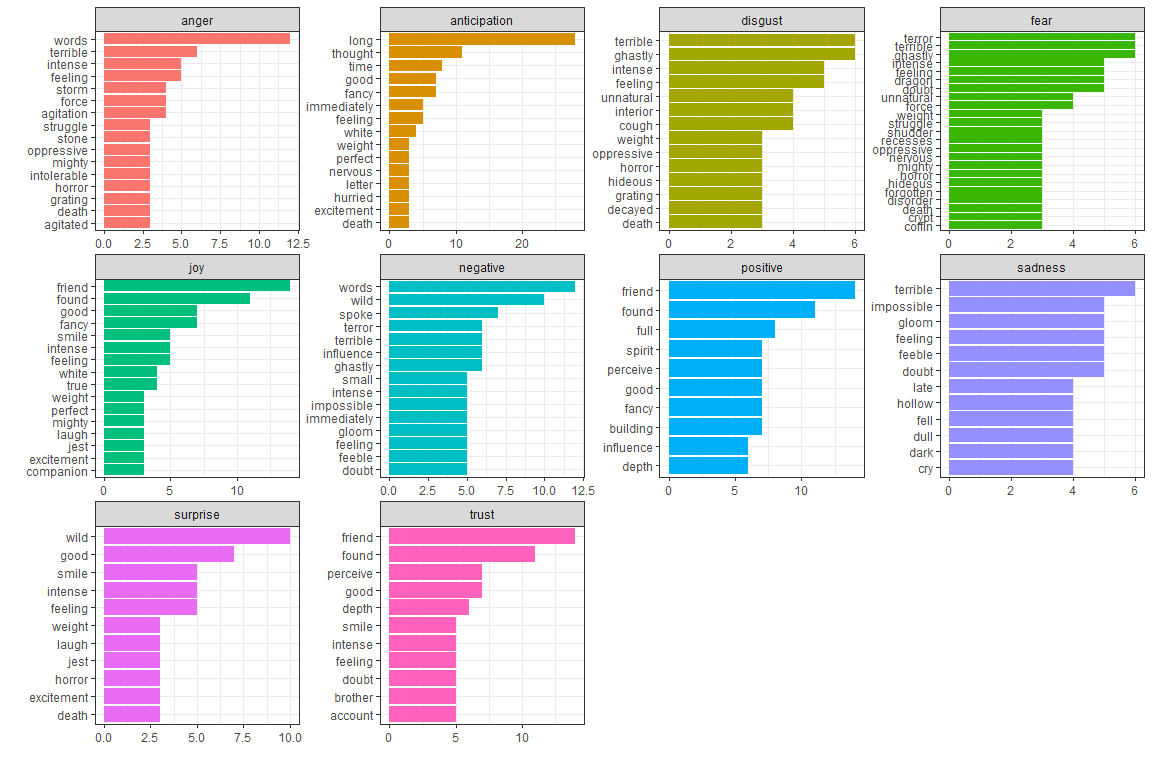 anger
words
terrible
intense
feeling
storm
force
agitation
struggle
stone
oppressive
mighty
intolerable
horror
grating
death
agitated
0.0 2.5 5.0 7.5 10.0 12.5
anticipation
long
thought
time
good
fancy
immediately
feeling
white
weight
perfect
nervous
letter
hurried
excitement
death
0 10 20
disgust
terrible
ghastly
intense
feeling
unnatural
interior
cough
weight
oppressive
horror
hideous
grating
decayed
death
0 2 4 6
fear
terror
terrible
ghastly
intense
feeling
dragon
doubt
unnatural
force
weight
struggle
shudder
recesses
oppressive
nervous
mighty
horror
hideous
forgotten
disorder
death
crypt
coffin
0 2 4 6
joy
friend
found
good
fancy
smile
intense
feeling
white
true
weight
perfect
mighty
laugh
jest
excitement
companion
0 5 10
negative
words
wild
spoke
terror
terrible
influence
ghastly
small
intense
impossible
immediately
gloom
feeling
feeble
doubt
0.0 2.5 5.0 7.5 10.0 12.5
positive
friend
found
full
spirit
perceive
good
fancy
building
influence
depth
0 5 10
sadness
terrible
impossible
gloom
feeling
feeble
doubt
late
hollow
fell
dull
dark
cry
0 2 4 6
surprise
wild
good
smile
intense
feeling
weight
laugh
jest
horror
excitement
death
0.0 2.5 5.0 7.5 10.0
trust
friend
found
perceive
good
depth
smile
intense
feeling
doubt
brother
account
0 5 10